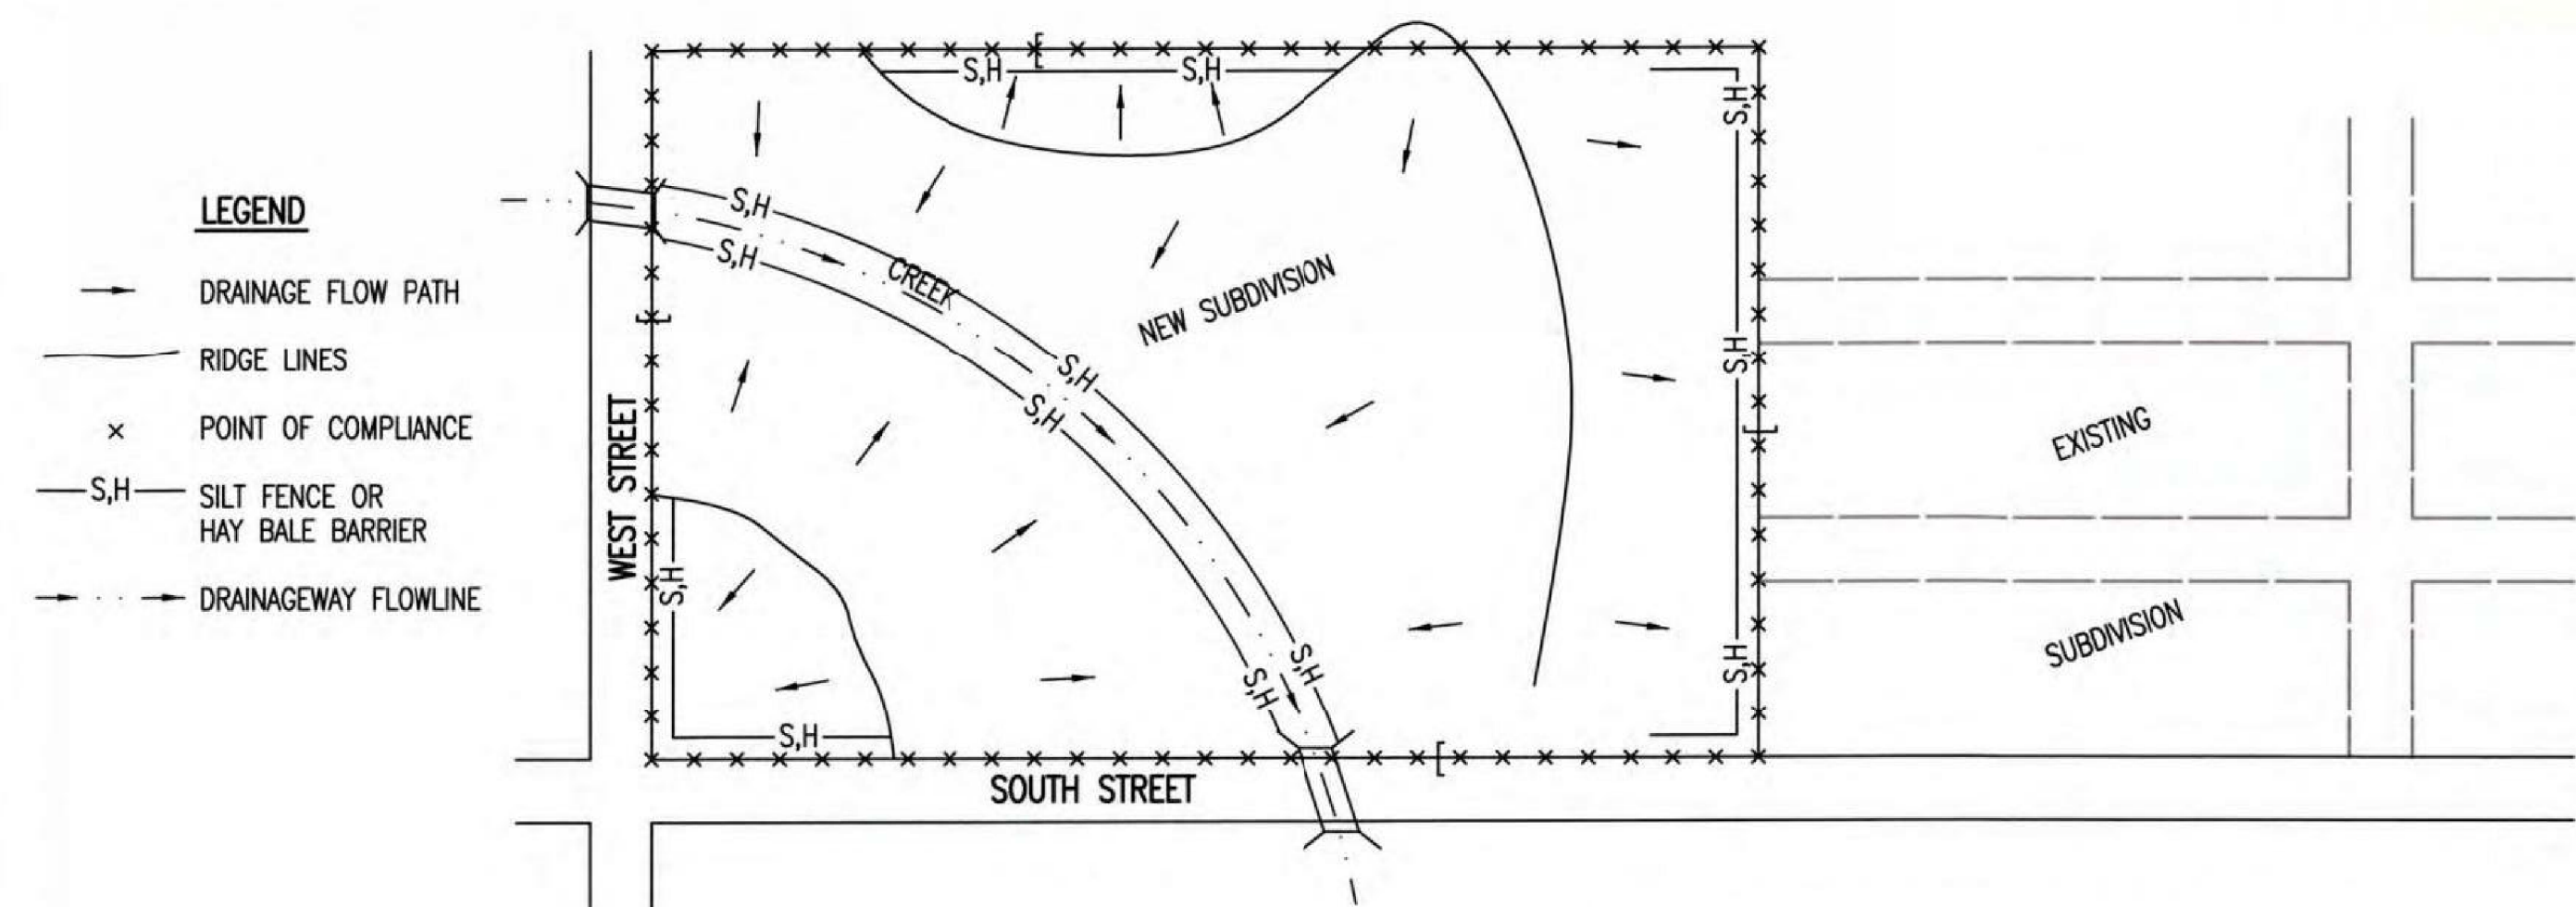 LEGEND
DRAINAGE FLOW PATH
RIDGE LINES
× POINT OF COMPLIANCE
S,H SILT FENCE OR
HAY BALE BARRIER
DRAINAGEWAY FLOWLINE
S,H
S,H
S,H
S,H
S,H
CREEK
NEW SUBDIVISION
S,H
S,H
S,H
WEST STREET
EXISTING
S,H
S,H
S,H
S,H
SUBDIVISION
S,H
SOUTH STREET